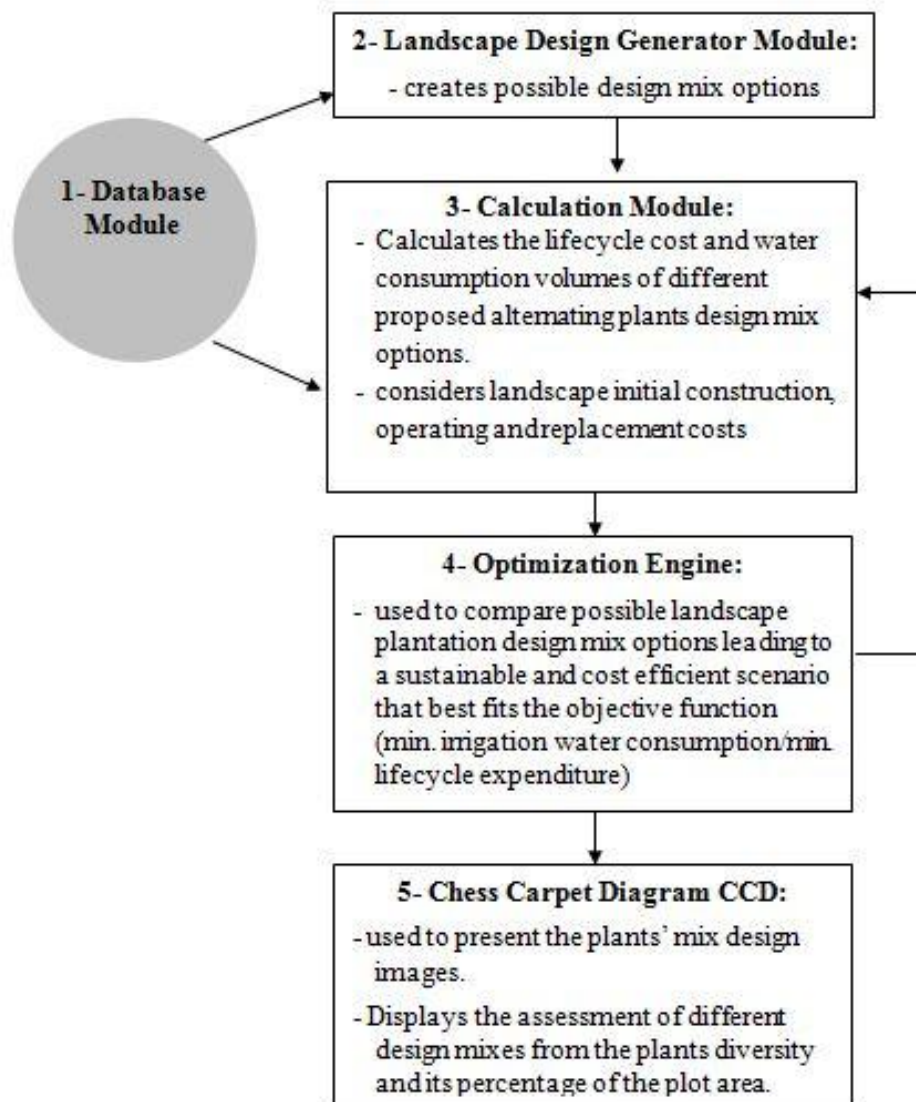 2- Landscape Design Generator Module:
- creates possible design mix options
1- Database
Module
3- Calculation Module:
- Calculates the lifecycle cost and water
consumption volumes of different
proposed alternating plants design mix
options.
- considers landscape initial construction,
operating and replacement costs
4- Optimization Engine:
- used to compare possible landscape
plantation design mix options leading to
a sustainable and cost efficient scenario
that best fits the objective function
(min. irrigation water consumption/min.
lifecycle expenditure)
5- Chess Carpet Diagram CCD:
- used to present the plants’ mix design
images.
- Displays the assessment of different
design mixes from the plants diversity
and its percentage of the plot area.